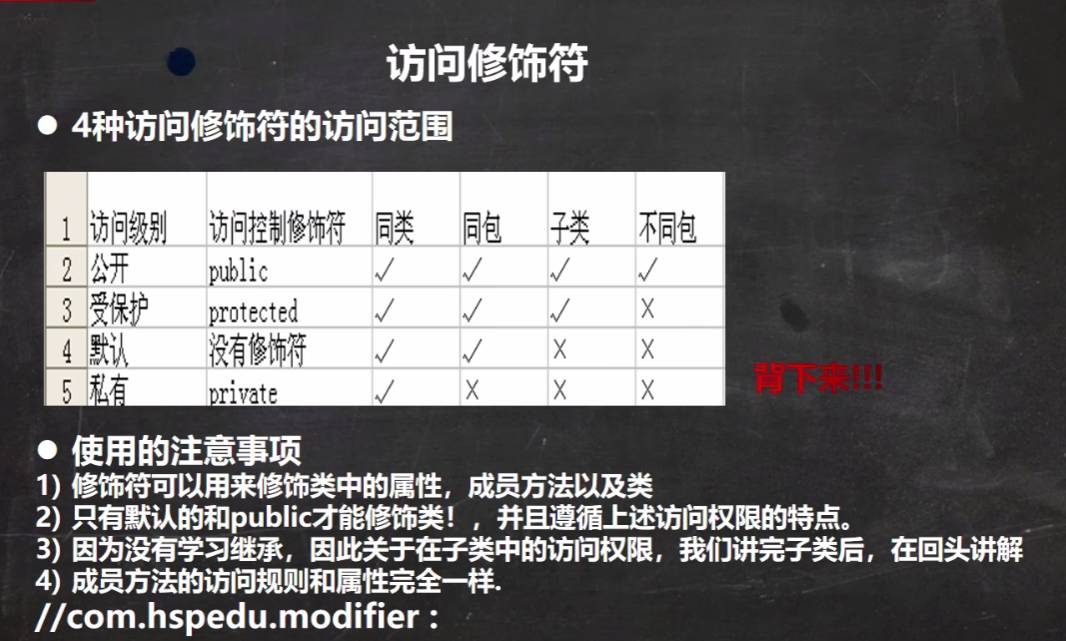 访问修饰符
● 4种访问修饰符的访问范围
1 访问级别 访问控制修饰符 同类 同包 子类 不同包
2 公开 public √ √ √ √
3 受保护 protected √ √ √ X
4 默认 没有修饰符 √ √ X X
5 私有 private √ X X X
背下来!!!
● 使用的注意事项
1) 修饰符可以用来修饰类中的属性，成员方法以及类
2) 只有默认的和public才能修饰类！，并且遵循上述访问权限的特点。
3) 因为没有学习继承，因此关于在子类中的访问权限，我们讲完子类后，在回头讲解
4) 成员方法的访问规则和属性完全一样.
//com.hspedu.modifier :